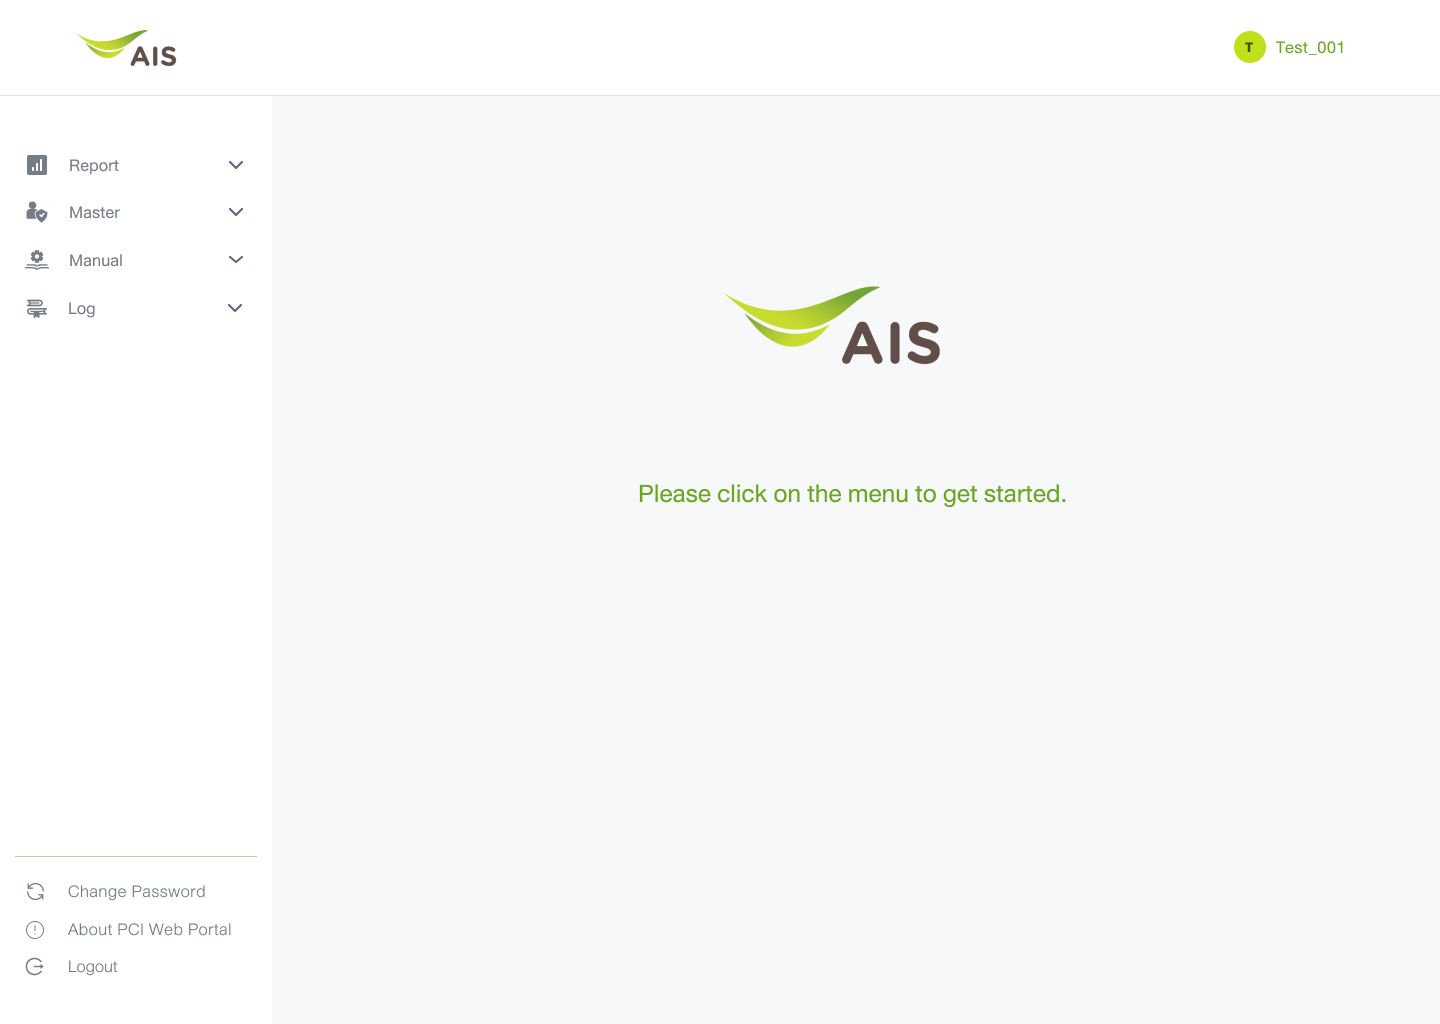 AIS
T Test_001
Report
Master
Manual
Log
AIS
Please click on the menu to get started.
Change Password
About PCI Web Portal
Logout